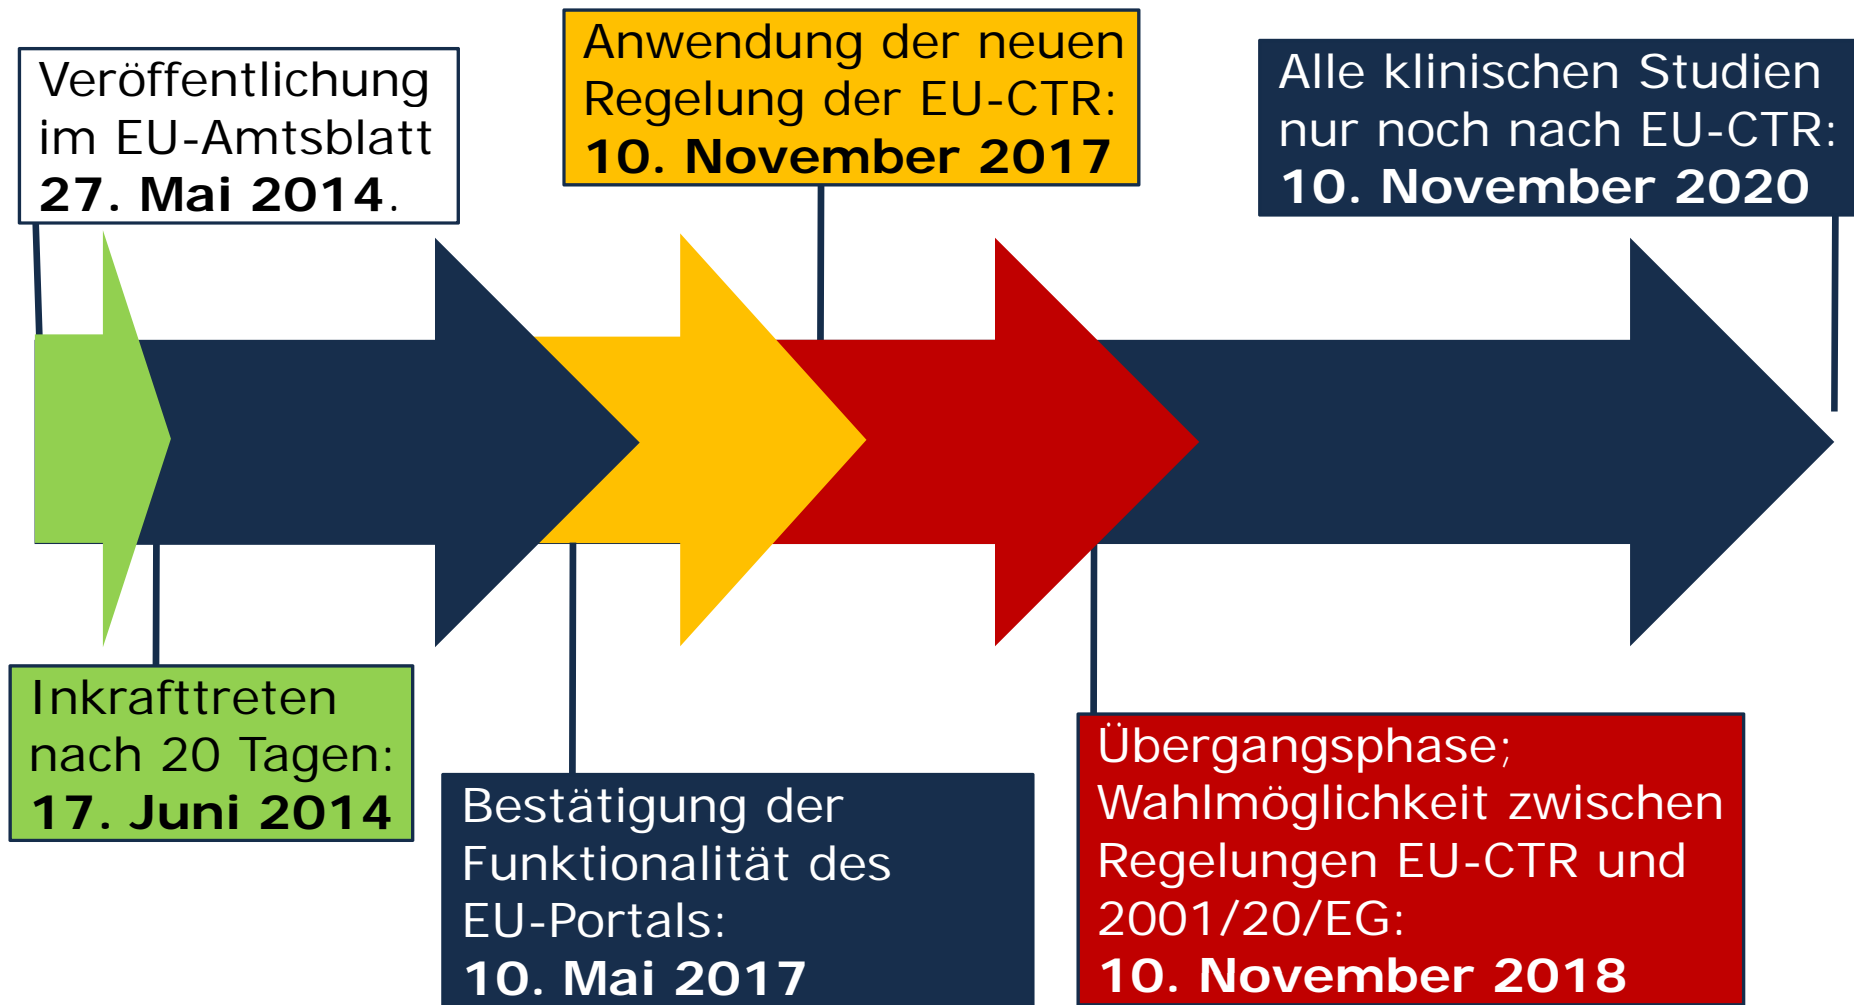 Veröffentlichung
im EU-Amtsblatt
27. Mai 2014.
Anwendung der neuen
Regelung der EU-CTR:
10. November 2017
Alle klinischen Studien
nur noch nach EU-CTR:
10. November 2020
Inkrafttreten
nach 20 Tagen:
17. Juni 2014
Bestätigung der
Funktionalität des
EU-Portals:
10. Mai 2017
Übergangsphase;
Wahlmöglichkeit zwischen
Regelungen EU-CTR und
2001/20/EG:
10. November 2018